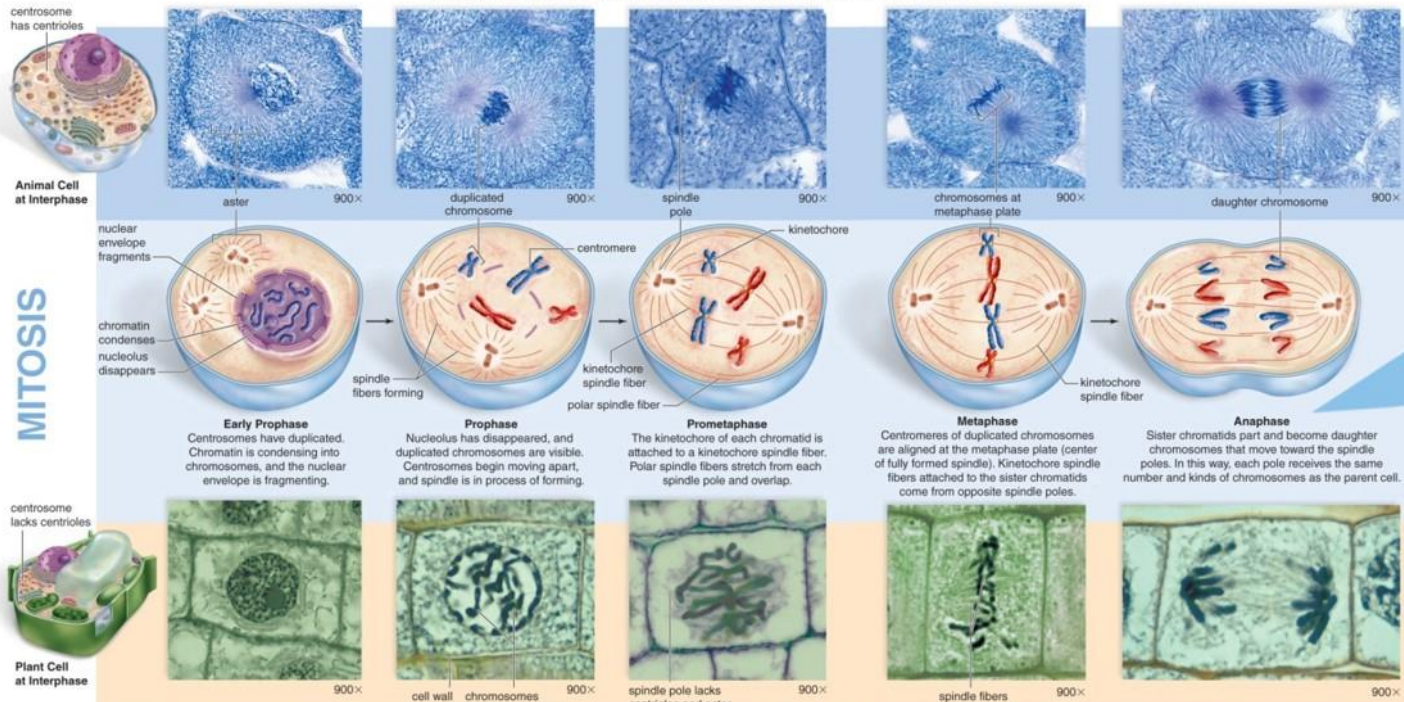 centrosome
has centrioles
Animal Cell
at Interphase
900×
900×
900×
900×
900×
aster
duplicated
chromosome
spindle
pole
chromosomes at
metaphase plate
daughter chromosome
MITOSIS
nuclear
envelope
fragments
chromatin
condenses
nucleolus
disappears
centromere
spindle
fibers forming
kinetochore
kinetochore
spindle fiber
polar spindle fiber
kinetochore
spindle fiber
Early Prophase
Centrosomes have duplicated.
Chromatin is condensing into
chromosomes, and the nuclear
envelope is fragmenting.
Prophase
Nucleolus has disappeared, and
duplicated chromosomes are visible.
Centrosomes begin moving apart,
and spindle is in process of forming.
Prometaphase
The kinetochore of each chromatid is
attached to a kinetochore spindle fiber.
Polar spindle fibers stretch from each
spindle pole and overlap.
Metaphase
Centromeres of duplicated chromosomes
are aligned at the metaphase plate (center
of fully formed spindle). Kinetochore spindle
fibers attached to the sister chromatids
come from opposite spindle poles.
Anaphase
Sister chromatids part and become daughter
chromosomes that move toward the spindle
poles. In this way, each pole receives the same
number and kinds of chromosomes as the parent cell.
centrosome
lacks centrioles
Plant Cell
at Interphase
900×
cell wall
chromosomes
900×
spindle pole lacks
900×
spindle fibers
900×
900×